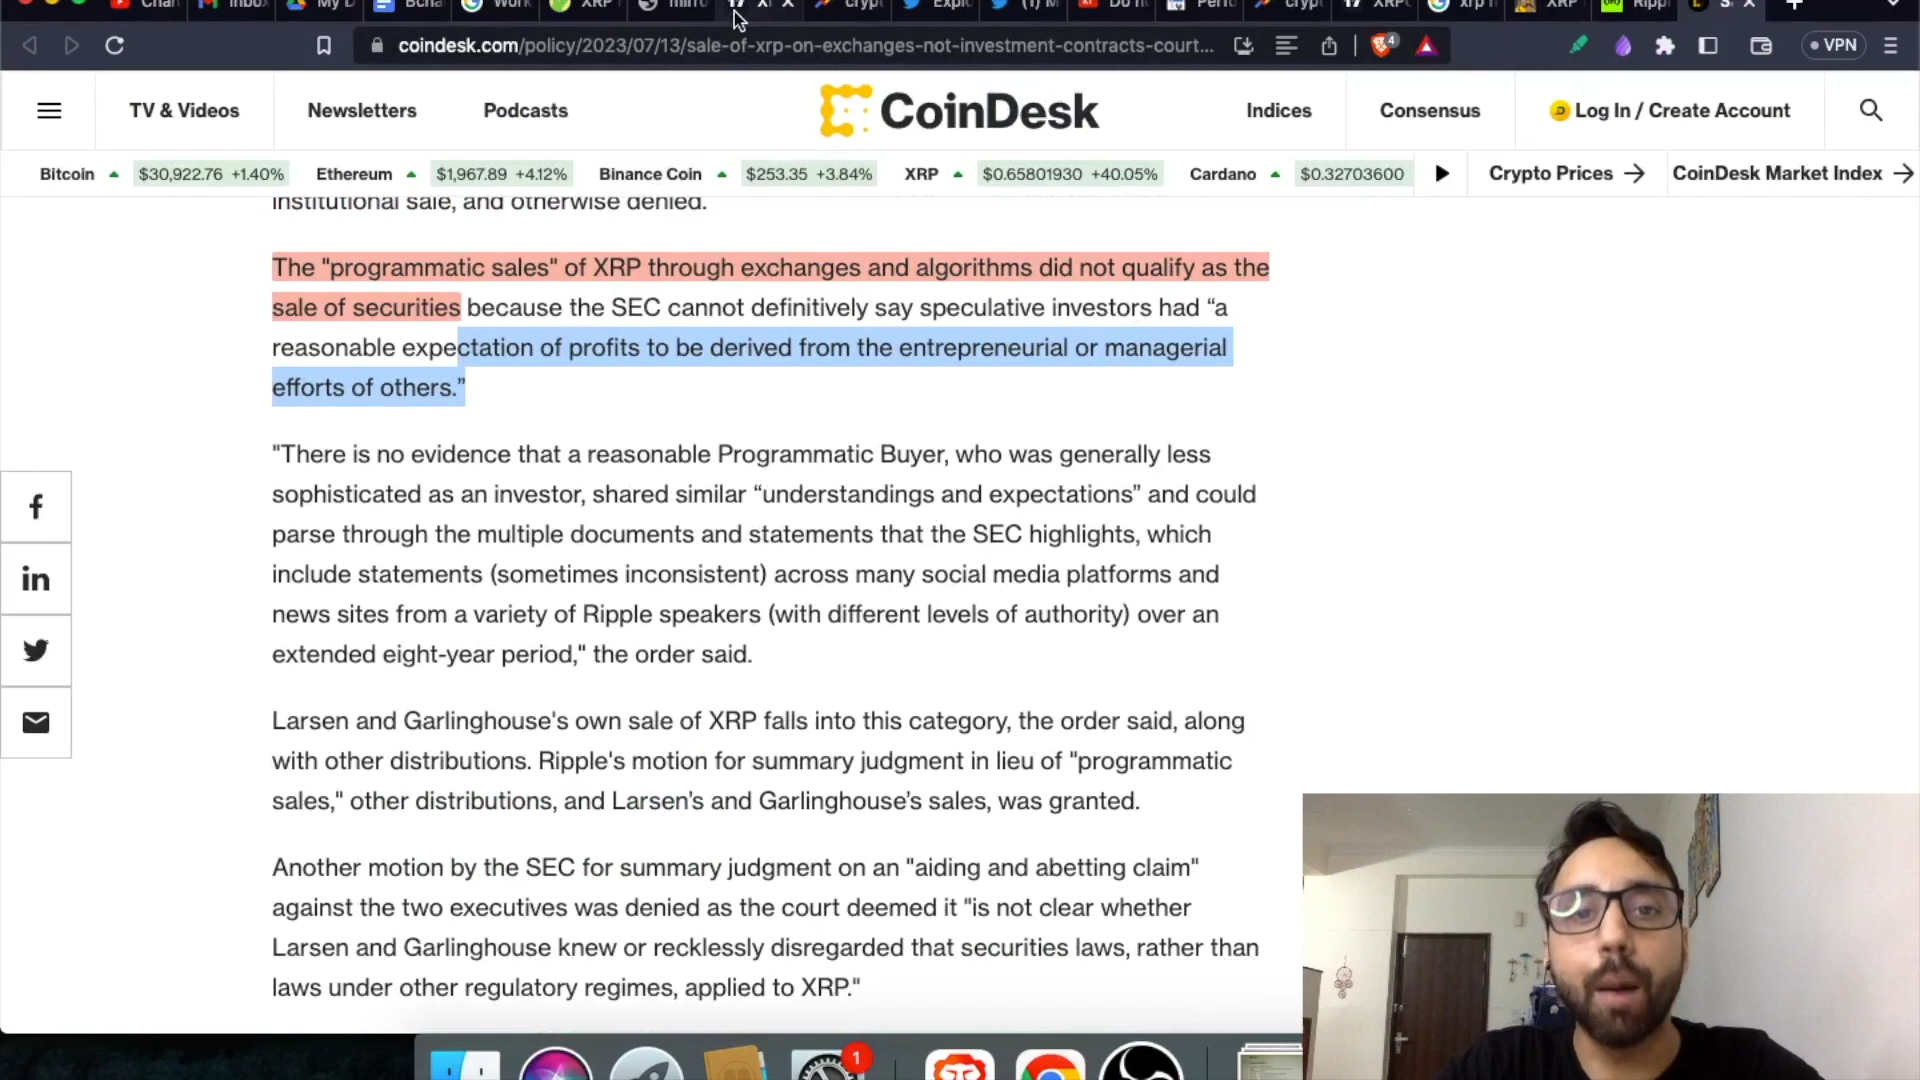 Work
XRP
crypt
Explo
(1) M
Do n
crypt
XRP
xrp n
XRP
Rippl
coindesk.com/policy/2023/07/13/sale-of-xrp-on-exchanges-not-investment-contracts-court...
4
VPN
TV & Videos
Newsletters
Podcasts
CoinDesk
Indices
Consensus
Log In / Create Account
Bitcoin $30,922.76 +1.40% Ethereum $1,967.89 +4.12% Binance Coin $253.35 +3.84% XRP $0.65801930 +40.05% Cardano $0.32703600
Crypto Prices →
CoinDesk Market Index →
institutional sale, and otherwise denied.
The "programmatic sales" of XRP through exchanges and algorithms did not qualify as the
sale of securities because the SEC cannot definitively say speculative investors had “a
reasonable expectation of profits to be derived from the entrepreneurial or managerial
efforts of others.”
"There is no evidence that a reasonable Programmatic Buyer, who was generally less
sophisticated as an investor, shared similar “understandings and expectations” and could
parse through the multiple documents and statements that the SEC highlights, which
include statements (sometimes inconsistent) across many social media platforms and
news sites from a variety of Ripple speakers (with different levels of authority) over an
extended eight-year period," the order said.
Larsen and Garlinghouse's own sale of XRP falls into this category, the order said, along
with other distributions. Ripple's motion for summary judgment in lieu of "programmatic
sales," other distributions, and Larsen’s and Garlinghouse’s sales, was granted.
Another motion by the SEC for summary judgment on an "aiding and abetting claim"
against the two executives was denied as the court deemed it "is not clear whether
Larsen and Garlinghouse knew or recklessly disregarded that securities laws, rather than
laws under other regulatory regimes, applied to XRP."
1